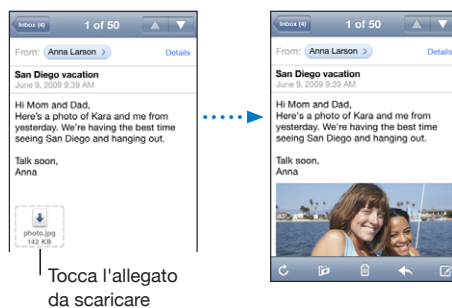 Inbox (4)
1 of 50
From: Anna Larson
Details
San Diego vacation
June 9, 2009 9:39 AM
Hi Mom and Dad,
Here's a photo of Kara and me from
yesterday. We're having the best time
seeing San Diego and hanging out.
Talk soon,
Anna
photo.jpg
142 KB
Tocca l'allegato
da scaricare
Inbox (4)
1 of 50
From: Anna Larson
Details
San Diego vacation
June 9, 2009 9:39 AM
Hi Mom and Dad,
Here's a photo of Kara and me from
yesterday. We're having the best time
seeing San Diego and hanging out.
Talk soon,
Anna